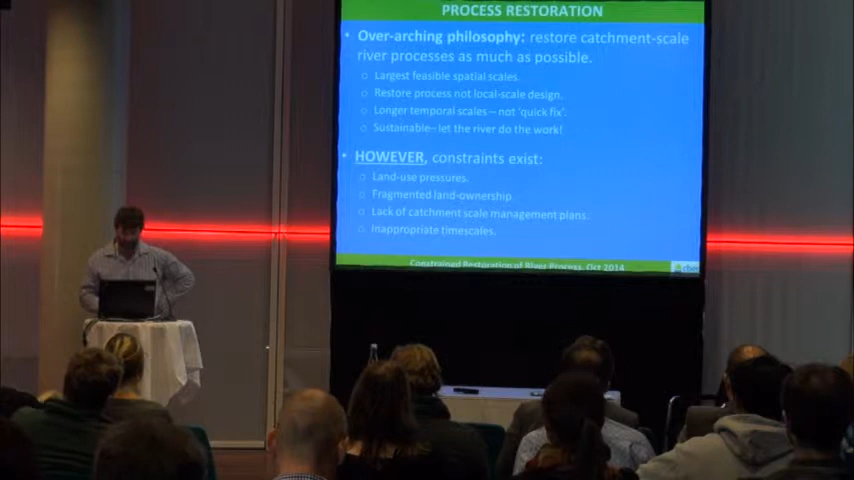 PROCESS RESTORATION
• Over-arching philosophy: restore catchment-scale
river processes as much as possible.
○ Largest feasible spatial scales.
○ Restore process not local-scale design.
○ Longer temporal scales – not 'quick fix'.
○ Sustainable – let the river do the work!
• HOWEVER, constraints exist:
○ Land-use pressures.
○ Fragmented land-ownership.
○ Lack of catchment scale management plans.
○ Inappropriate timescales.
Constrained Restoration of River Process, Oct 2014
cbec